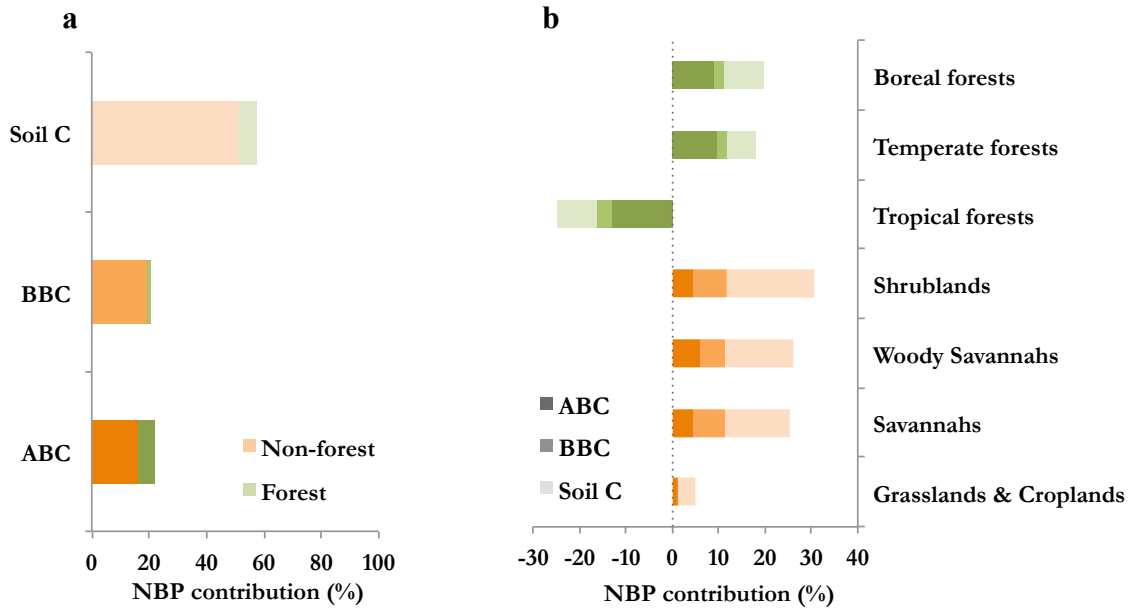 a
Soil C
BBC
ABC
Non-forest
Forest
0 20 40 60 80 100
NBP contribution (%)
b
Boreal forests
Temperate forests
Tropical forests
Shrublands
Woody Savannahs
Savannahs
Grasslands & Croplands
ABC
BBC
Soil C
-30 -20 -10 0 10 20 30 40
NBP contribution (%)